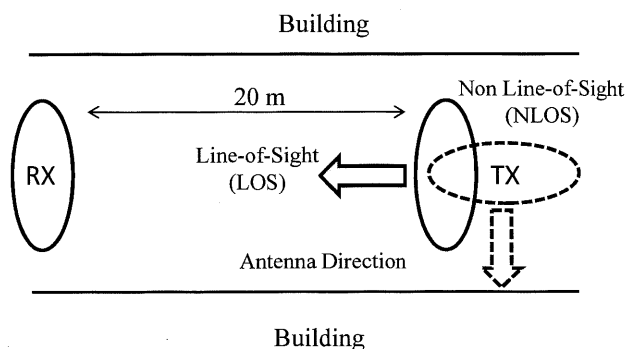 Building
20 m
Non Line-of-Sight
(NLOS)
Line-of-Sight
(LOS)
RX
TX
Antenna Direction
Building